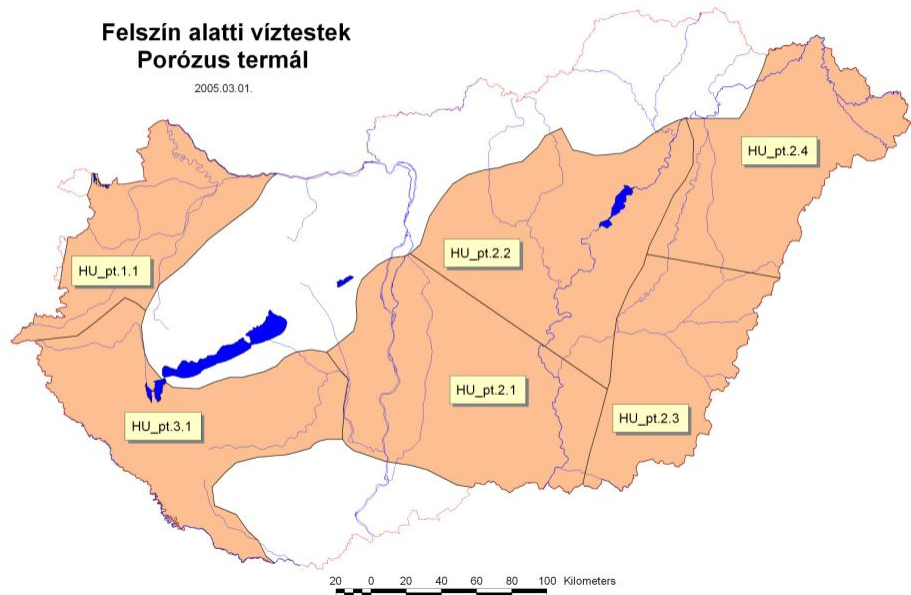 Felszín alatti víztestek
Porózus termál
2005.03.01.
HU_pt.2.4
HU_pt.2.2
HU_pt.1.1
HU_pt.2.1
HU_pt.2.3
HU_pt.3.1
20 0 20 40 60 80 100 Kilometers